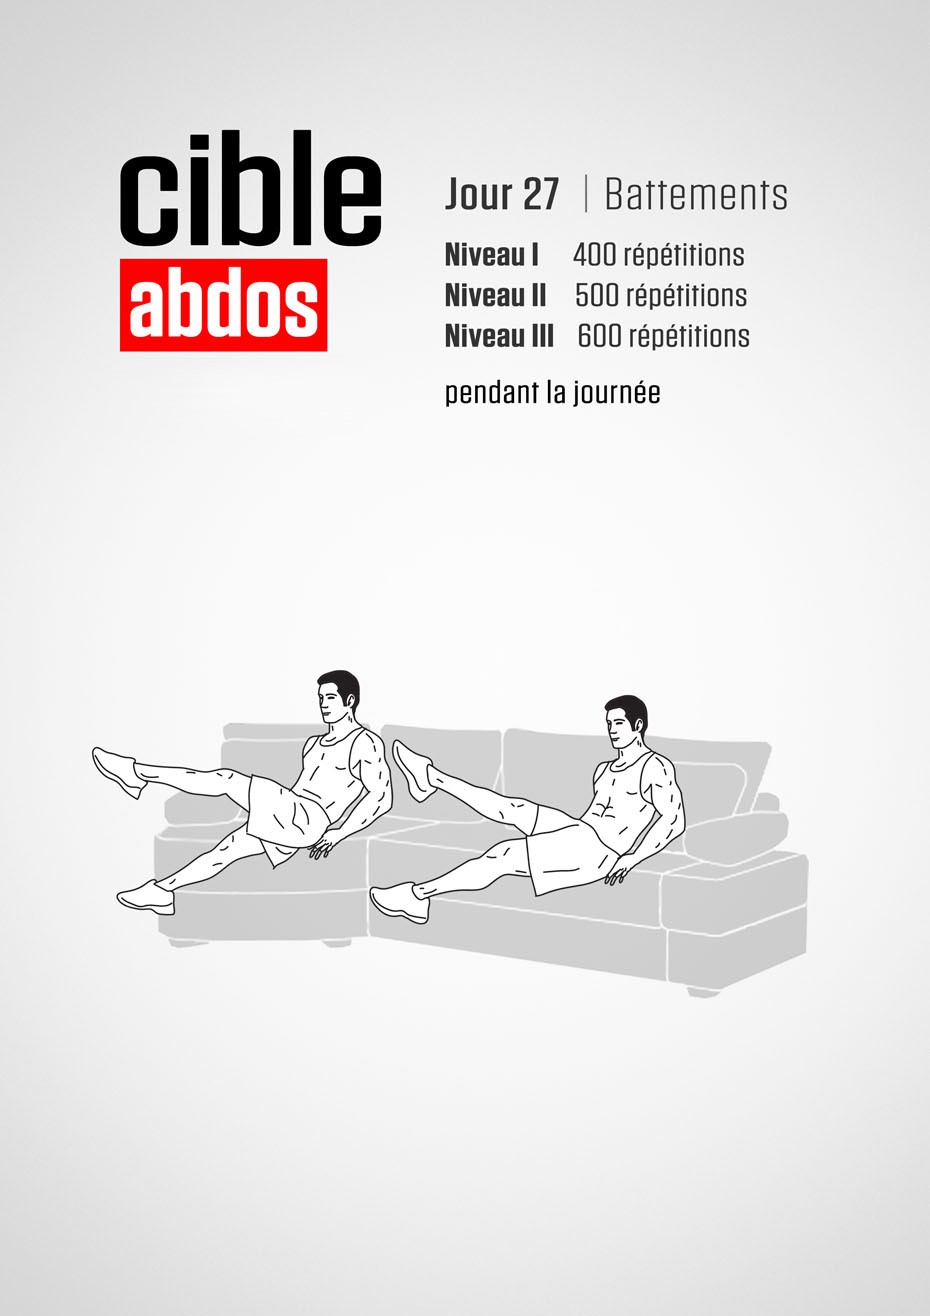 cible
abdos
Jour 27 | Battements
Niveau I 400 répétitions
Niveau II 500 répétitions
Niveau III 600 répétitions
pendant la journée